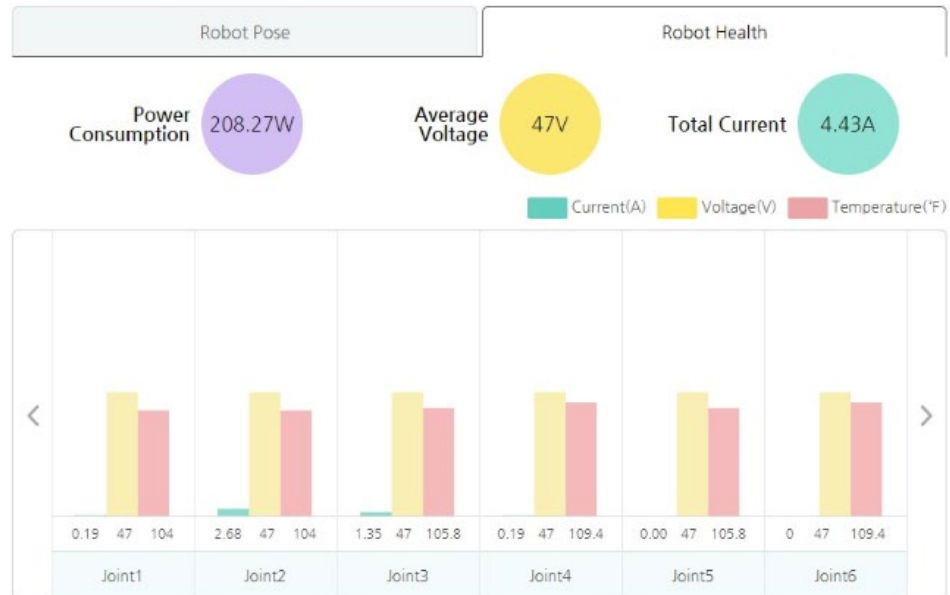 Robot Pose
Robot Health
Power
Consumption
208.27W
Average
Voltage
47V
Total Current
4.43A
Current(A) Voltage(V) Temperature(°F)
0.19 47 104 2.68 47 104 1.35 47 105.8 0.19 47 109.4 0.00 47 105.8 0 47 109.4
Joint1 Joint2 Joint3 Joint4 Joint5 Joint6